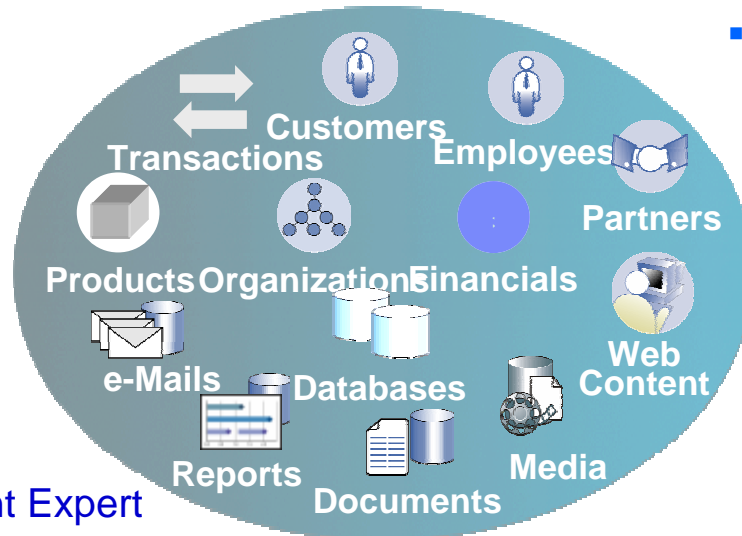 Customers
Transactions
Employees
Partners
Products
Organizations
Financials
Web
Content
e-Mails
Databases
Reports
Media
Documents
nt Expert